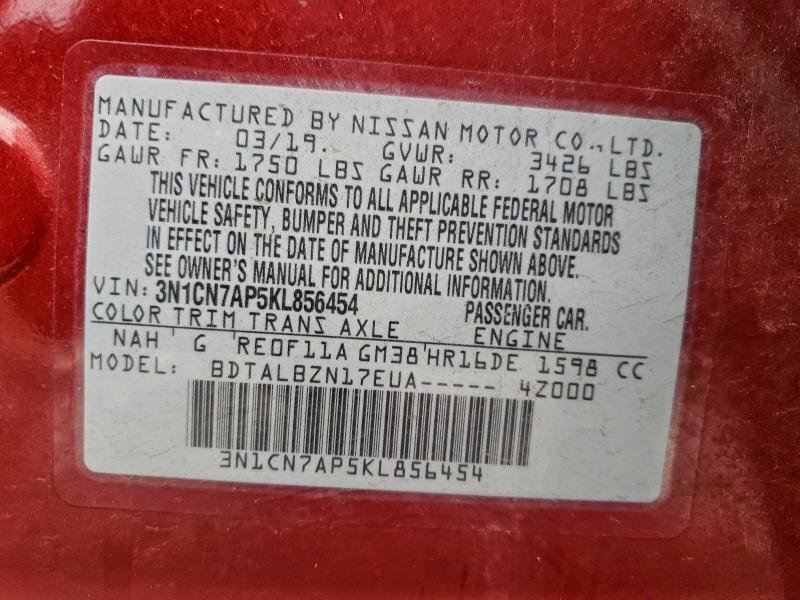 MANUFACTURED BY NISSAN MOTOR CO., LTD.
DATE: 03/19. GVWR: 3426 LBS
GAWR FR: 1750 LBS GAWR RR: 1708 LBS
THIS VEHICLE CONFORMS TO ALL APPLICABLE FEDERAL MOTOR
VEHICLE SAFETY, BUMPER AND THEFT PREVENTION STANDARDS
IN EFFECT ON THE DATE OF MANUFACTURE SHOWN ABOVE.
SEE OWNER'S MANUAL FOR ADDITIONAL INFORMATION.
VIN: 3N1CN7AP5KL856454 PASSENGER CAR.
COLOR TRIM TRANS AXLE ENGINE
NAH G RE0F11A GM38 HR16DE 1598 CC
MODEL: BDTALBZN17EUA----- 4Z000
3N1CN7AP5KL856454